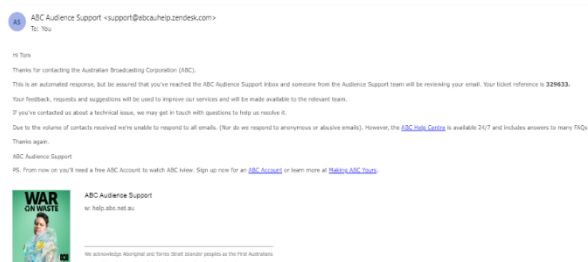 AS
ABC Audience Support <support@abcauhelp.zendesk.com>
To: You
Hi Tom
Thanks for contacting the Australian Broadcasting Corporation (ABC).
This is an automated response, but be assured that you've reached the ABC Audience Support inbox and someone from the Audience Support team will be reviewing your email. Your ticket reference is 329633.
Your feedback, requests and suggestions will be used to improve our services and will be made available to the relevant team.
If you've contacted us about a technical issue, we may get in touch with questions to help us resolve it.
Due to the volume of contacts received we're unable to respond to all emails. (Nor do we respond to anonymous or abusive emails). However, the ABC Help Centre is available 24/7 and includes answers to many FAQs
Thanks again.
ABC Audience Support
PS. From now on you'll need a free ABC Account to watch ABC iview. Sign up now for an ABC Account or learn more at Making ABC Yours.
WAR
ON WASTE
ABC Audience Support
w: help.abc.net.au
We acknowledge Aboriginal and Torres Strait Islander peoples as the First Australians